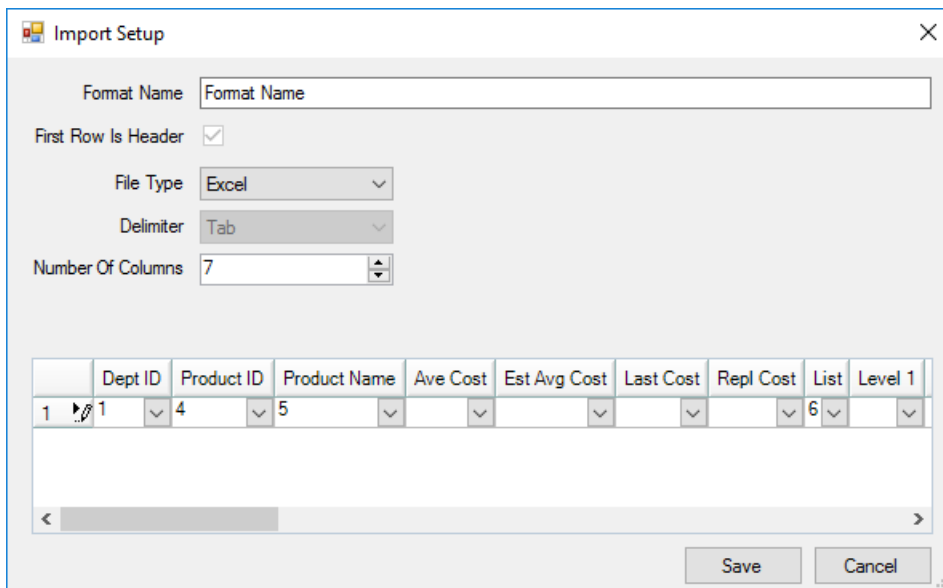 Import Setup
Format Name Format Name
First Row Is Header
File Type Excel
Delimiter Tab
Number Of Columns 7
Dept ID Product ID Product Name Ave Cost Est Avg Cost Last Cost Repl Cost List Level 1
1 1 4 5 6
Save Cancel